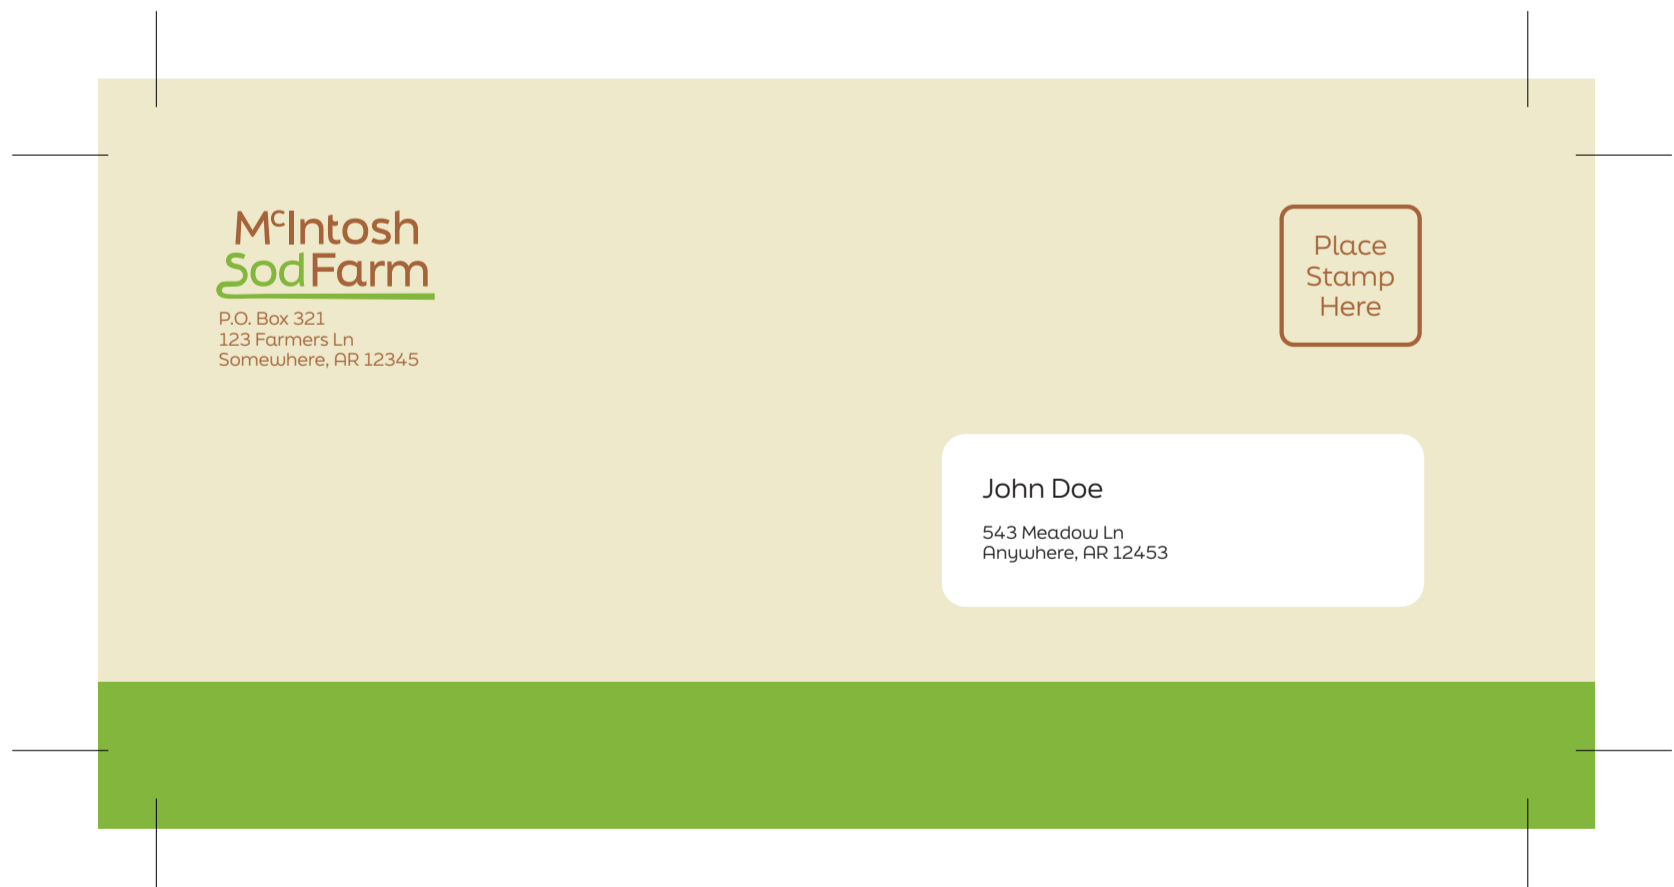 McIntosh
SodFarm
P.O. Box 321
123 Farmers Ln
Somewhere, AR 12345
Place
Stamp
Here
John Doe
543 Meadow Ln
Anywhere, AR 12453